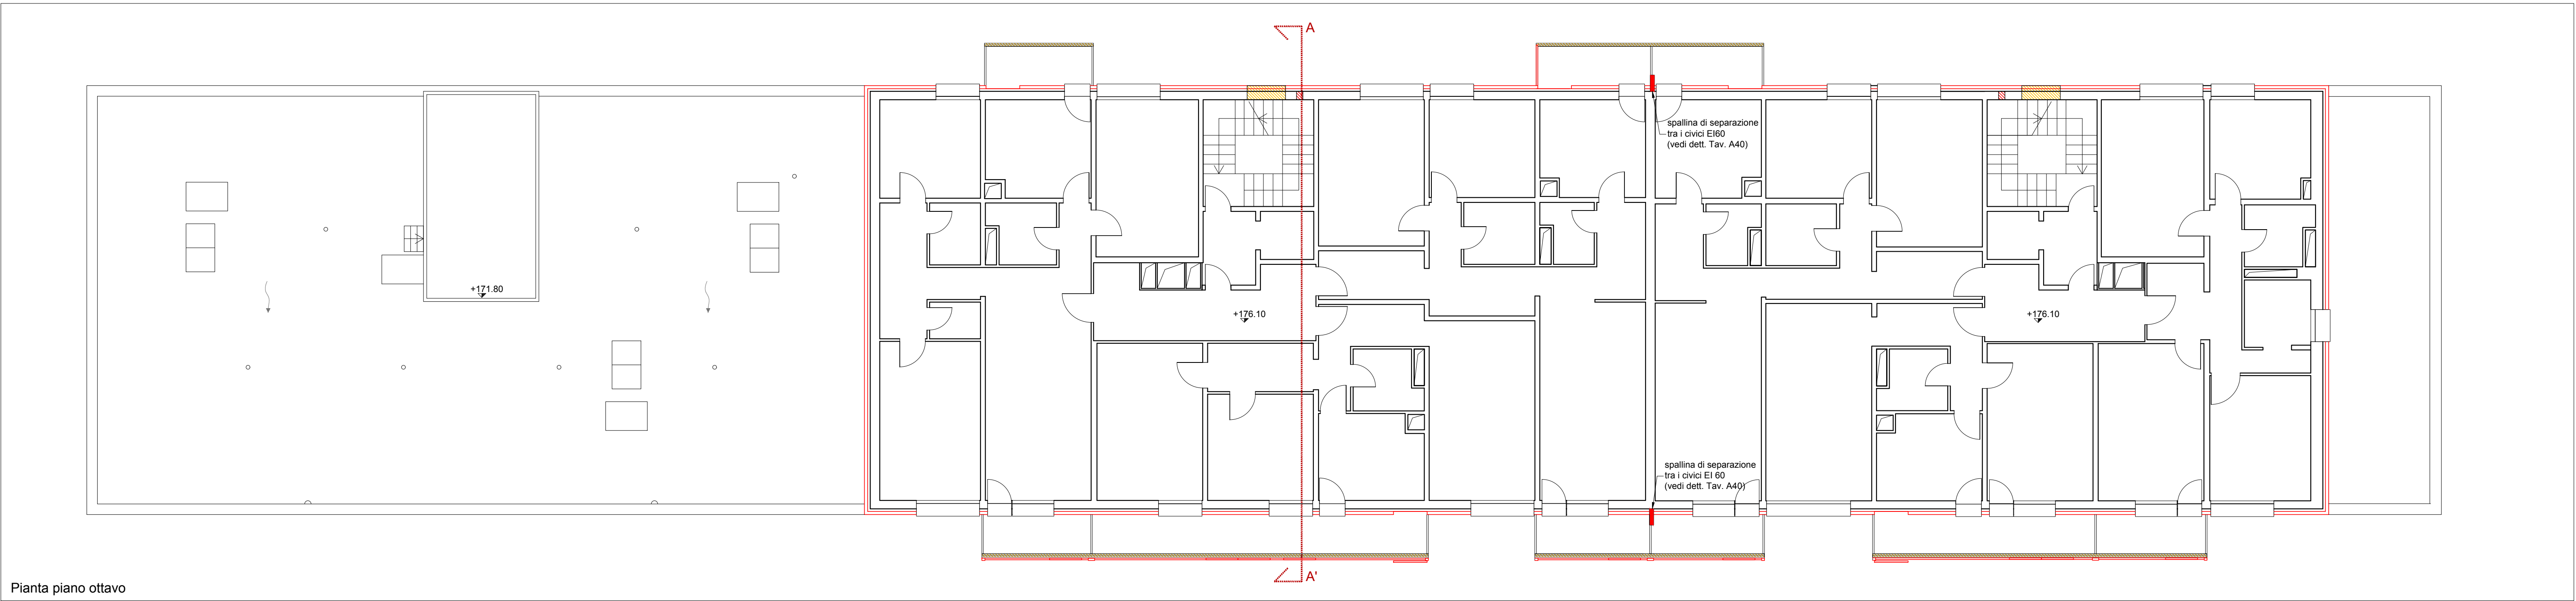 A
spallina di separazione
tra i civici EI60
(vedi dett. Tav. A40)
+171.80
+176.10
+176.10
spallina di separazione
tra i civici EI 60
(vedi dett. Tav. A40)
A'
Pianta piano ottavo